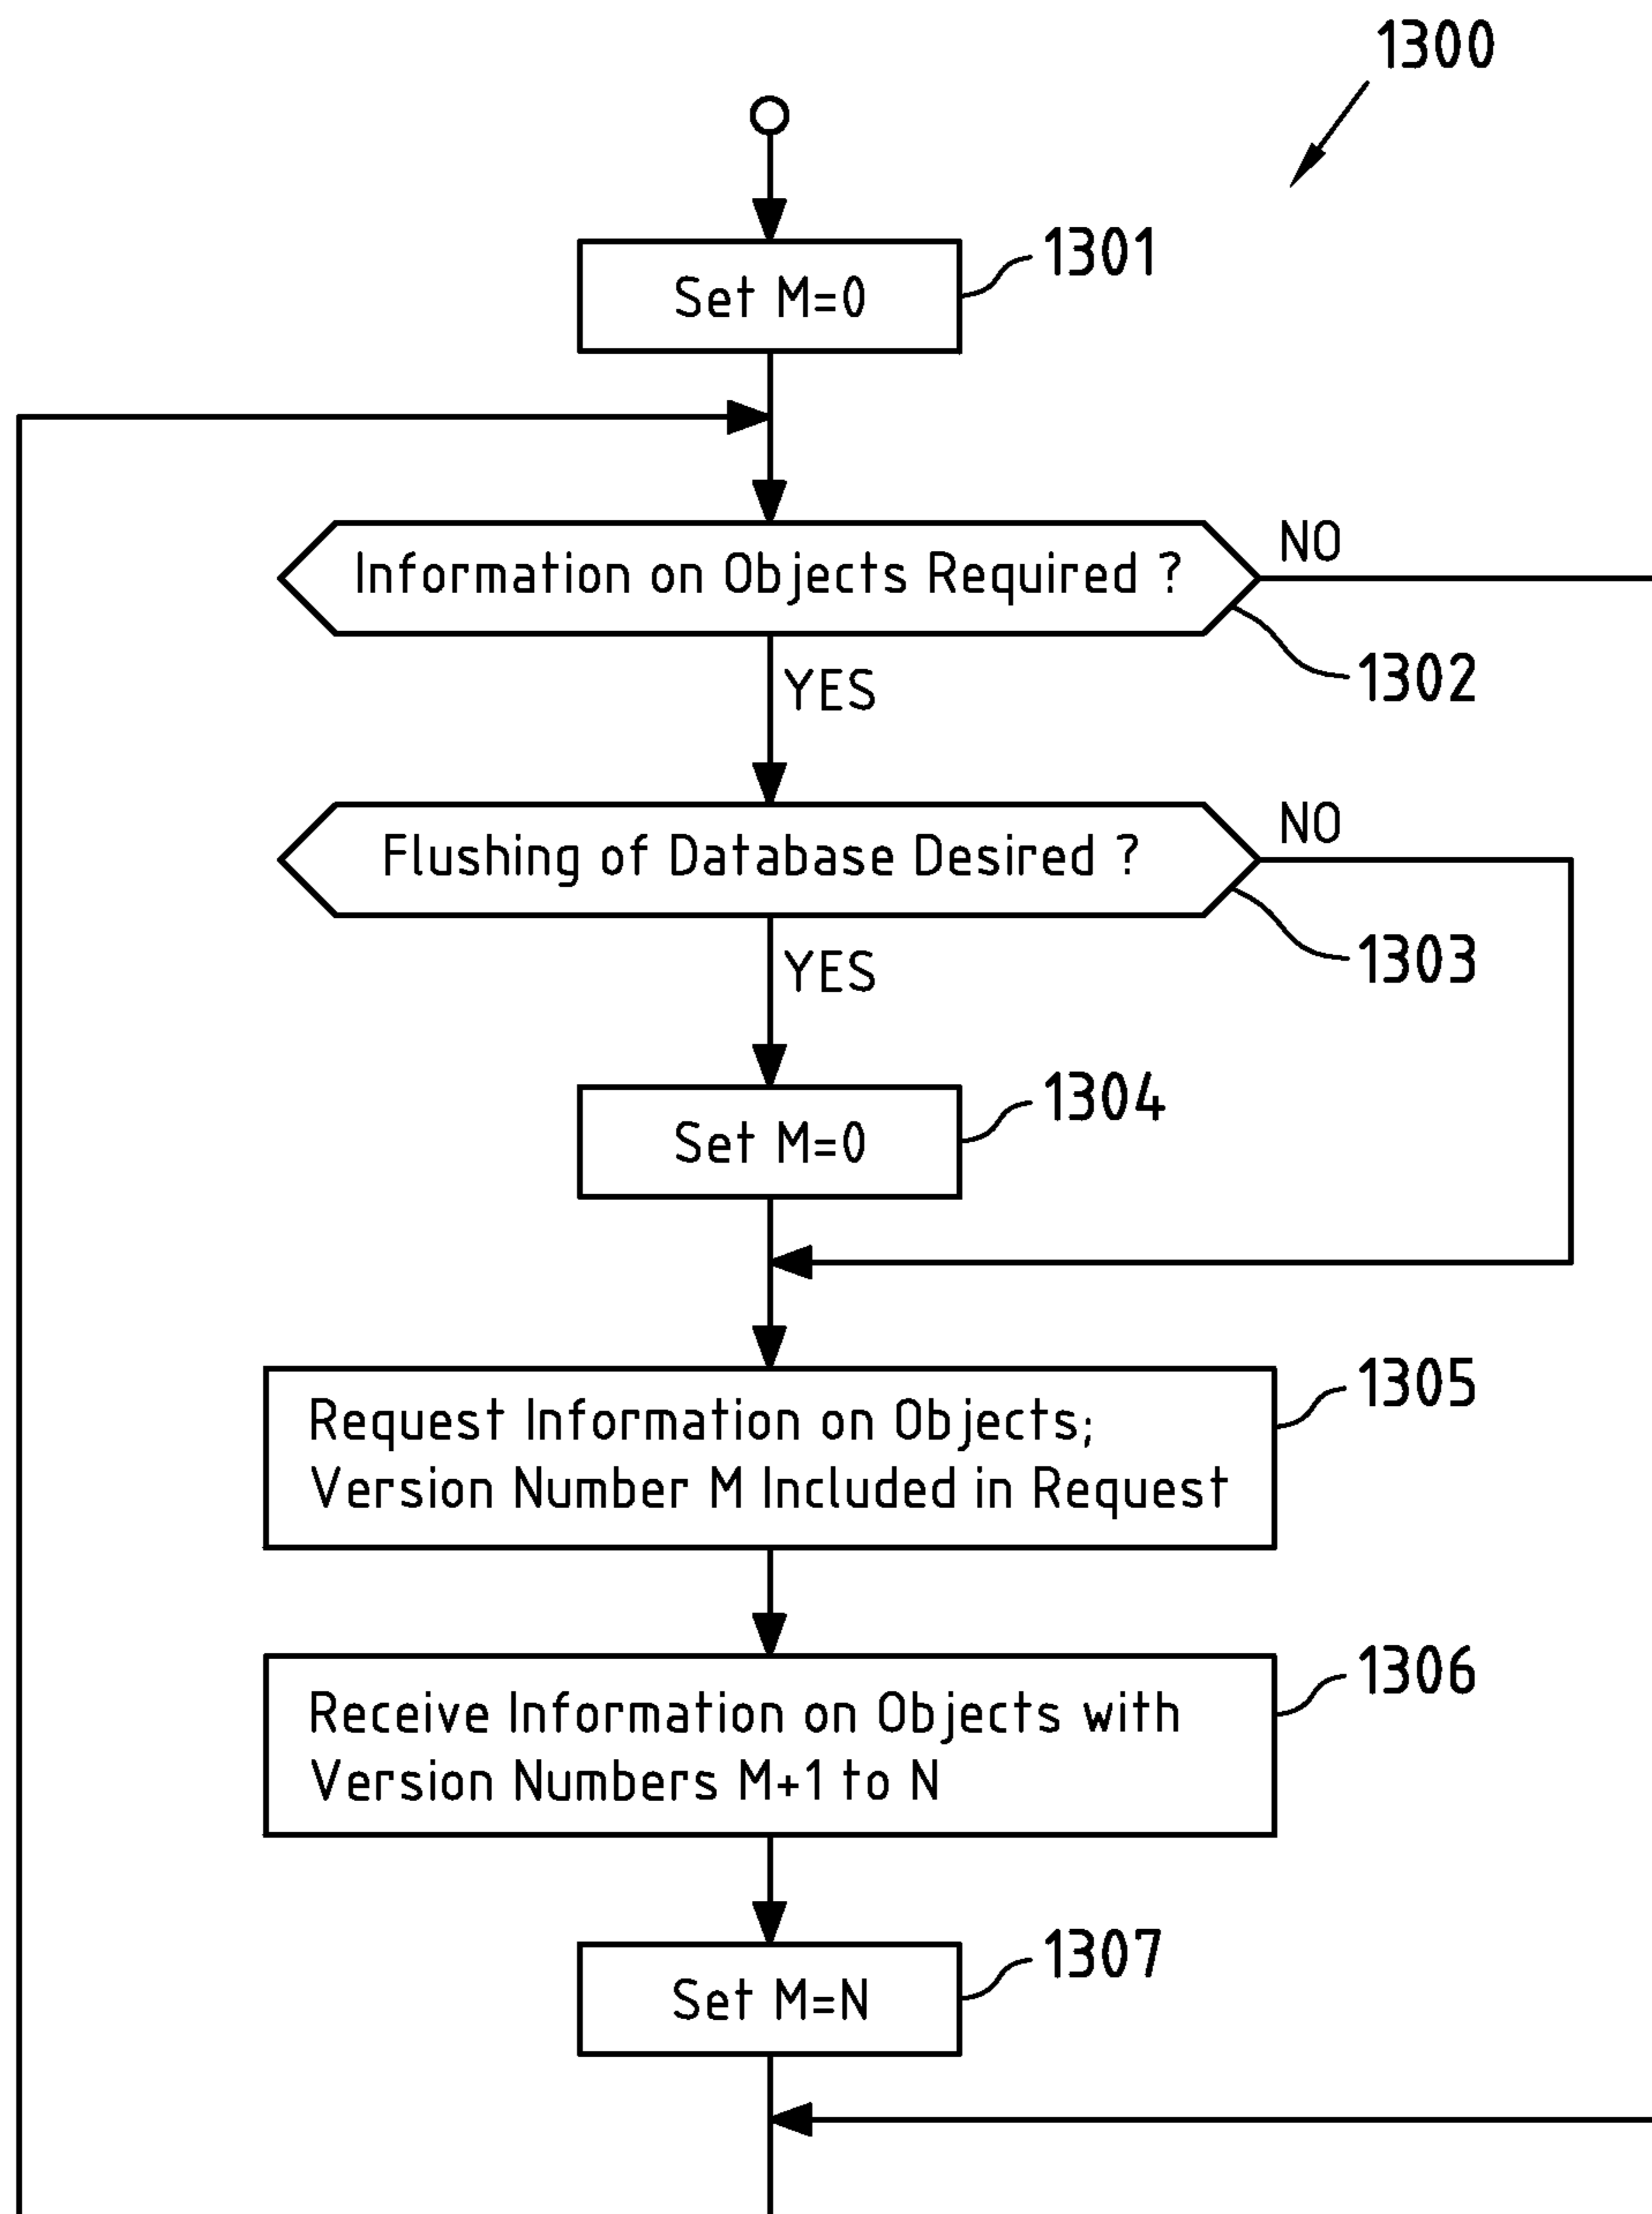 1300
Set M=0
1301
Information on Objects Required ?
NO
1302
YES
Flushing of Database Desired ?
NO
1303
YES
Set M=0
1304
Request Information on Objects;
Version Number M Included in Request
1305
Receive Information on Objects with
Version Numbers M+1 to N
1306
Set M=N
1307